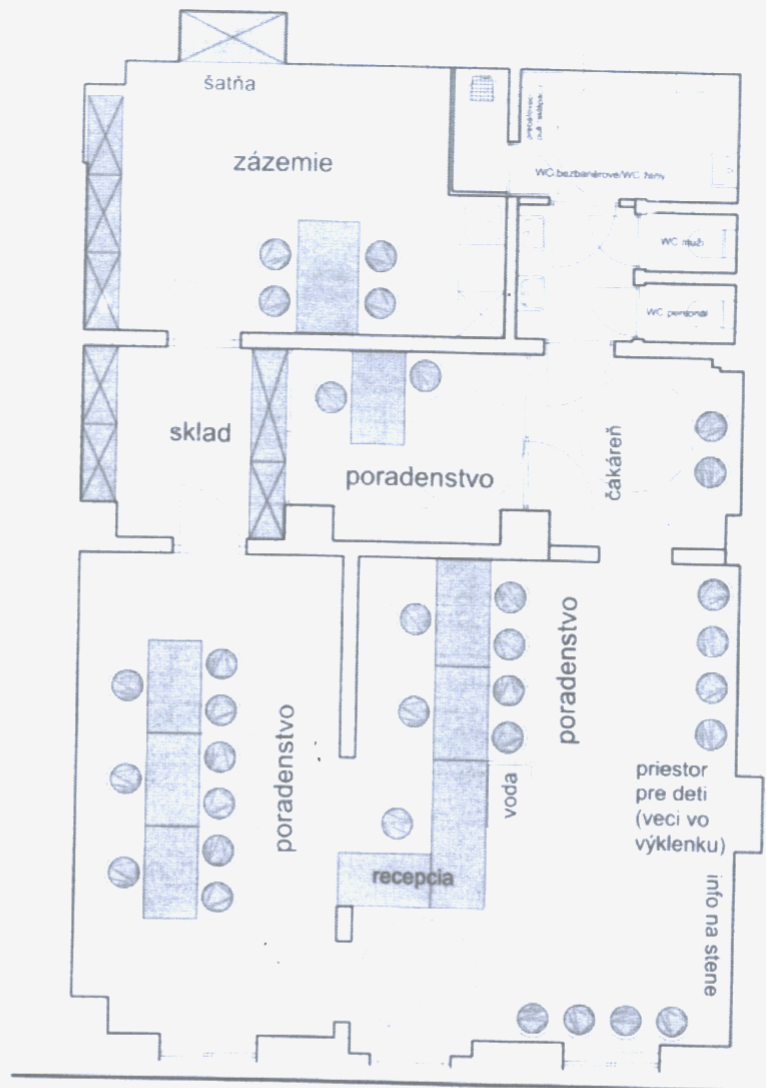 šatňa
zázemie
WC bezbariérové/WC ženy
WC muži
WC personál
sklad
poradenstvo
čakáreň
poradenstvo
poradenstvo
voda
priestor
pre deti
(veci vo
výklenku)
recepcia
info na stene